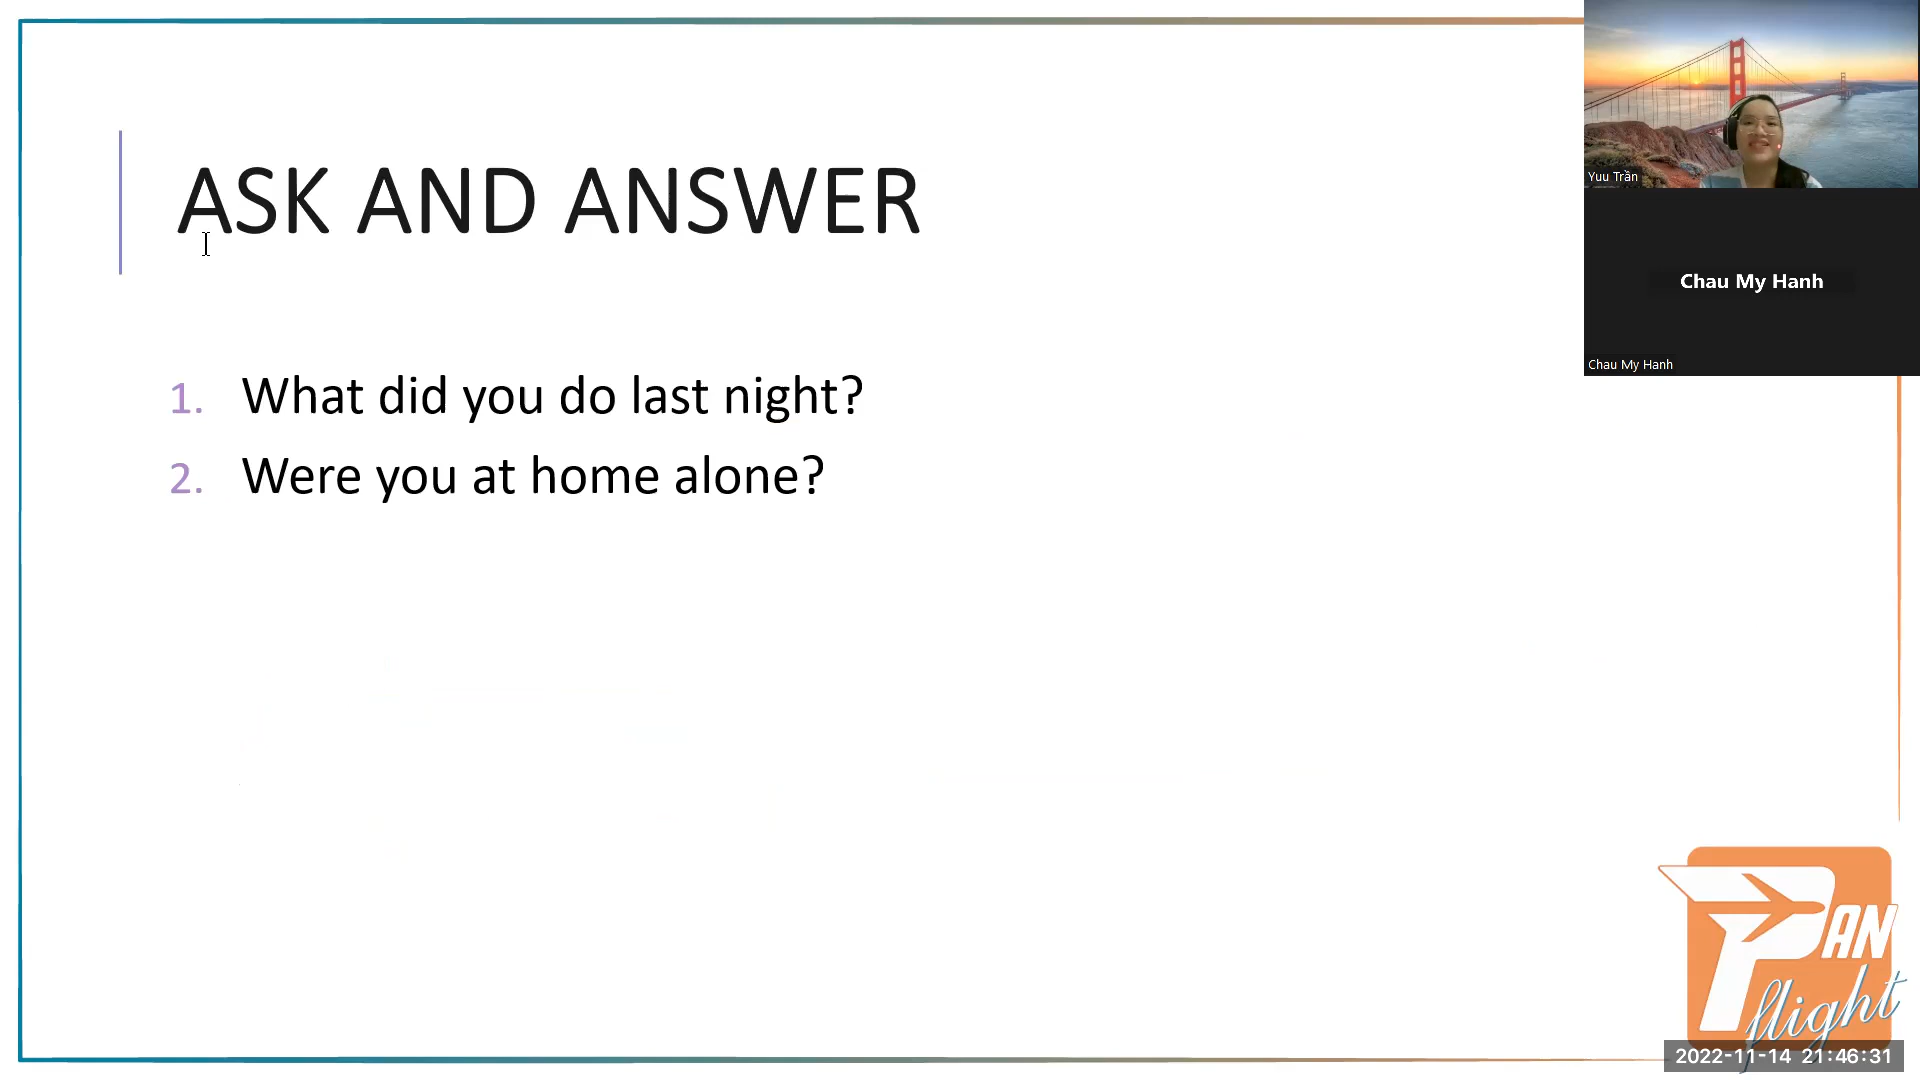 ASK AND ANSWER
1. What did you do last night?
2. Were you at home alone?
Yuu Trần
Chau My Hanh
Chau My Hanh
PAN
flight
2022-11-14 21:46:31